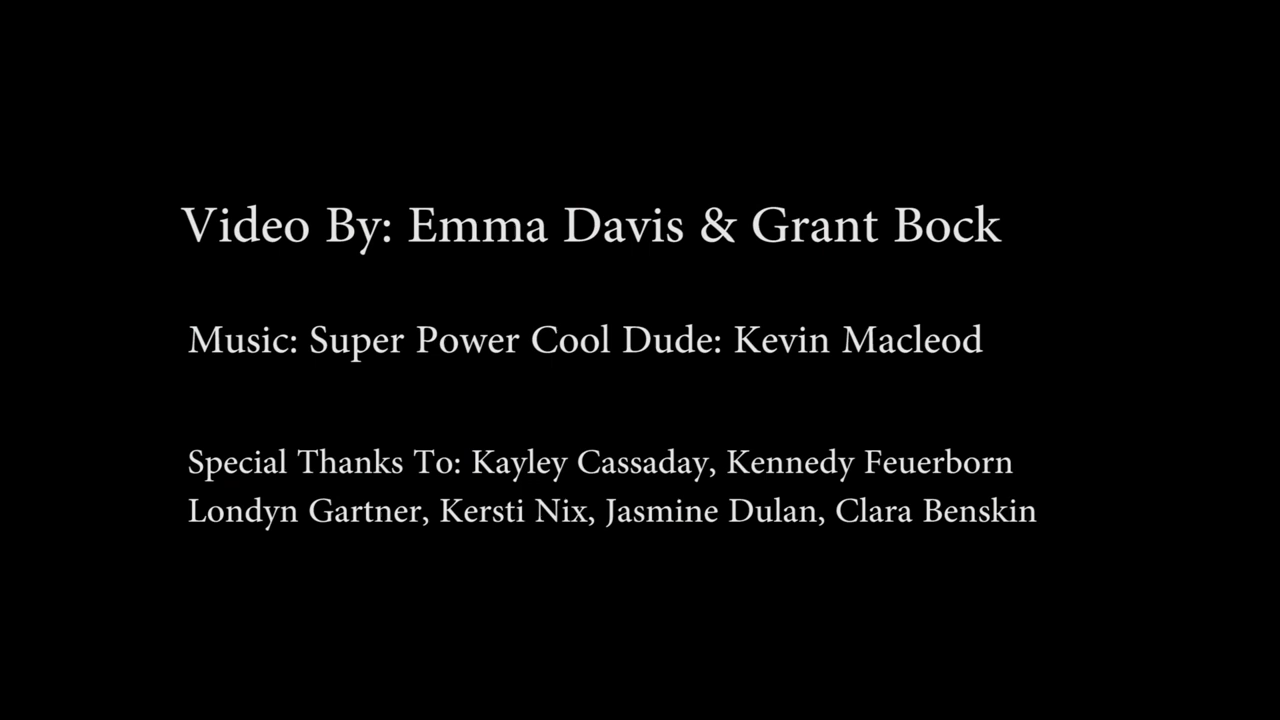 Video By: Emma Davis & Grant Bock
Music: Super Power Cool Dude: Kevin Macleod
Special Thanks To: Kayley Cassaday, Kennedy Feuerborn
Londyn Gartner, Kersti Nix, Jasmine Dulan, Clara Benskin